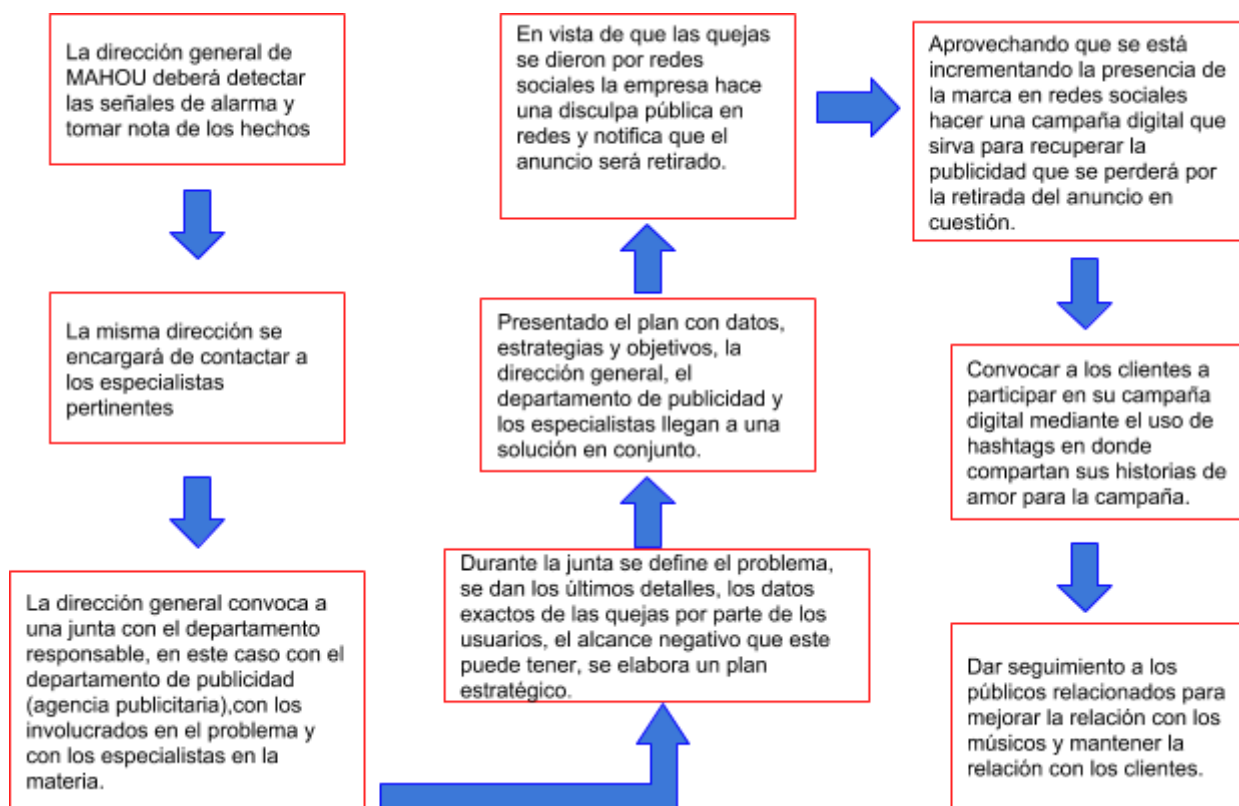 La dirección general de
MAHOU deberá detectar
las señales de alarma y
tomar nota de los hechos
La misma dirección se
encargará de contactar a
los especialistas
pertinentes
La dirección general convoca a
una junta con el departamento
responsable, en este caso con el
departamento de publicidad
(agencia publicitaria),con los
involucrados en el problema y
con los especialistas en la
materia.
Durante la junta se define el problema,
se dan los últimos detalles, los datos
exactos de las quejas por parte de los
usuarios, el alcance negativo que este
puede tener, se elabora un plan
estratégico.
Presentado el plan con datos,
estrategias y objetivos, la
dirección general, el
departamento de publicidad y
los especialistas llegan a una
solución en conjunto.
En vista de que las quejas
se dieron por redes
sociales la empresa hace
una disculpa pública en
redes y notifica que el
anuncio será retirado.
Aprovechando que se está
incrementando la presencia de
la marca en redes sociales
hacer una campaña digital que
sirva para recuperar la
publicidad que se perderá por
la retirada del anuncio en
cuestión.
Convocar a los clientes a
participar en su campaña
digital mediante el uso de
hashtags en donde
compartan sus historias de
amor para la campaña.
Dar seguimiento a los
públicos relacionados para
mejorar la relación con los
músicos y mantener la
relación con los clientes.